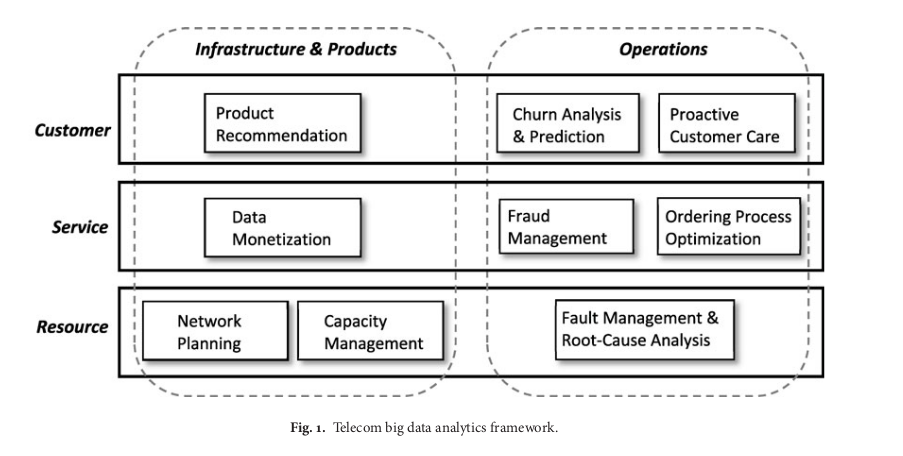 Infrastructure & Products
Operations
Customer
Product
Recommendation
Churn Analysis
& Prediction
Proactive
Customer Care
Service
Data
Monetization
Fraud
Management
Ordering Process
Optimization
Resource
Network
Planning
Capacity
Management
Fault Management &
Root-Cause Analysis
Fig. 1. Telecom big data analytics framework.